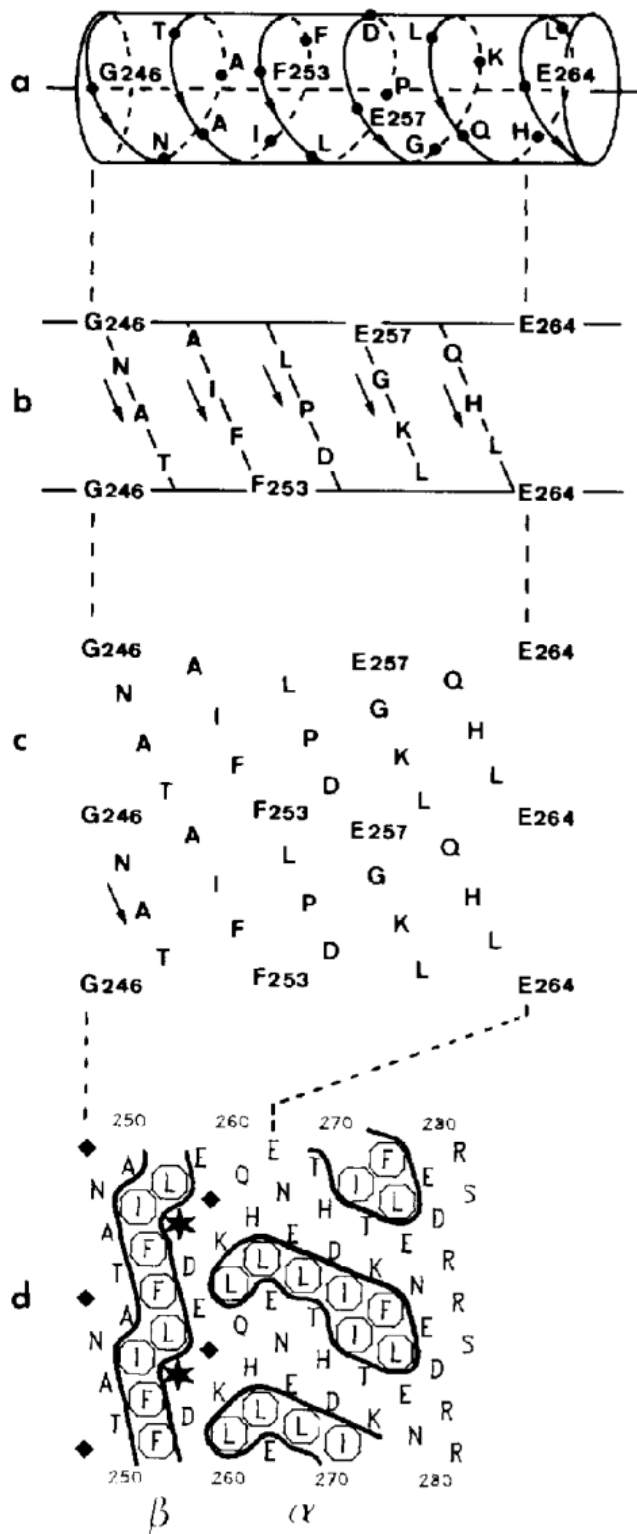 T F D L L
a G246 A F253 K E264
P
E257
N A I L G Q H
G246 A L E257 Q E264
N I P G H
b
A F D K L
T L
G246 F253 E264
G246 A L E257 Q E264
N I P G H
c A F D K L
T L
G246 A F253 L E257 Q E264
N I P G H
A F D K L
T L
G246 F253 E264
250 260 270 280
A L E Q E T F E R
N I N H I L S
A F K H E D T E D
T F D L L L K N R
d A L E L E T I F E R
N I Q N H I L D S
A F K H E D T E R
T F D L L L I K N R
E
250 260 270 280
β α